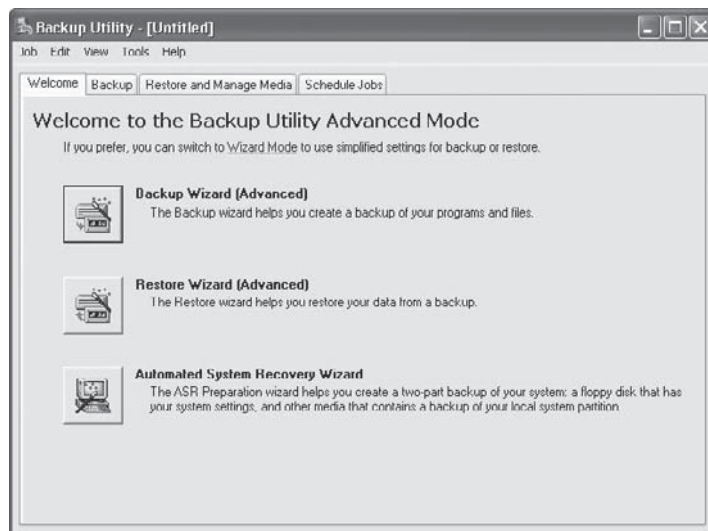 Backup Utility - [Untitled]
Job Edit View Tools Help
Welcome Backup Restore and Manage Media Schedule Jobs
Welcome to the Backup Utility Advanced Mode
If you prefer, you can switch to Wizard Mode to use simplified settings for backup or restore.
Backup Wizard (Advanced)
The Backup wizard helps you create a backup of your programs and files.
Restore Wizard (Advanced)
The Restore wizard helps you restore your data from a backup.
Automated System Recovery Wizard
The ASR Preparation wizard helps you create a two-part backup of your system: a floppy disk that has
your system settings, and other media that contains a backup of your local system partition.